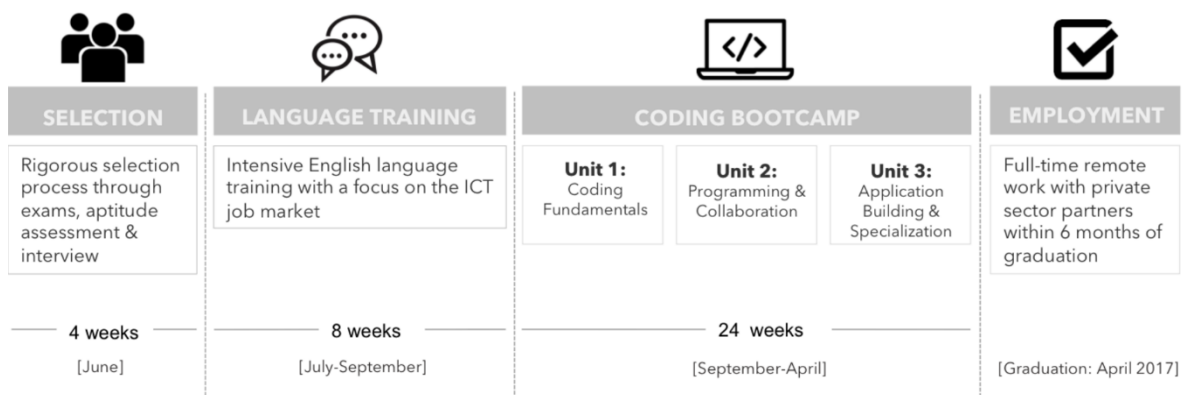 </>
SELECTION
Rigorous selection
process through
exams, aptitude
assessment &
interview
4 weeks
[June]
LANGUAGE TRAINING
Intensive English language
training with a focus on the ICT
job market
8 weeks
[July-September]
CODING BOOTCAMP
Unit 1:
Coding
Fundamentals
Unit 2:
Programming &
Collaboration
Unit 3:
Application
Building &
Specialization
24 weeks
[September-April]
EMPLOYMENT
Full-time remote
work with private
sector partners
within 6 months of
graduation
[Graduation: April 2017]